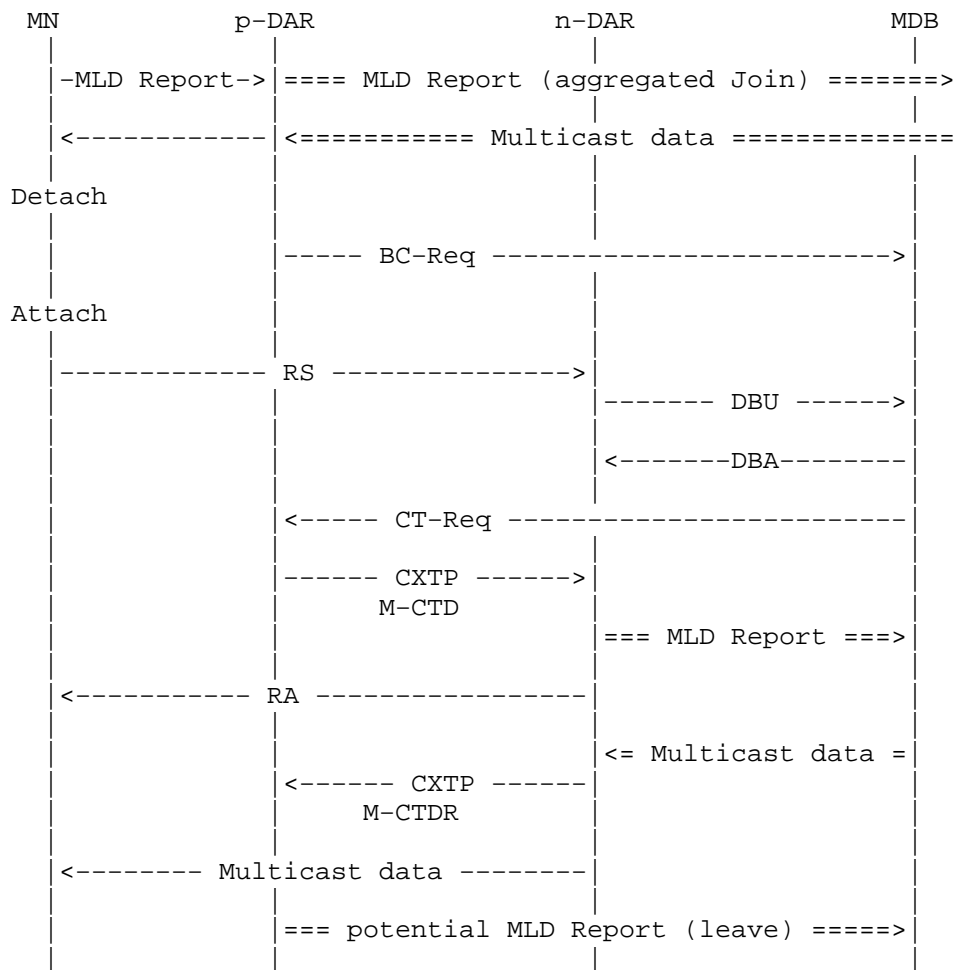 MN p-DAR n-DAR MDB
|-MLD Report->|==== MLD Report (aggregated Join) =======>
|<-------------|<=========== Multicast data ==============
Detach
|----- BC-Req ------------------------->|
Attach
|------------- RS --------------->|
|------- DBU ------>|
|<-------DBA--------|
|<----- CT-Req -------------------------|
|------ CXTP ------>|
M-CTD
|=== MLD Report ===>|
|<----------- RA -----------------|
|<= Multicast data =|
|<------ CXTP ------|
M-CTDR
|<-------- Multicast data --------|
|=== potential MLD Report (leave) =====>|